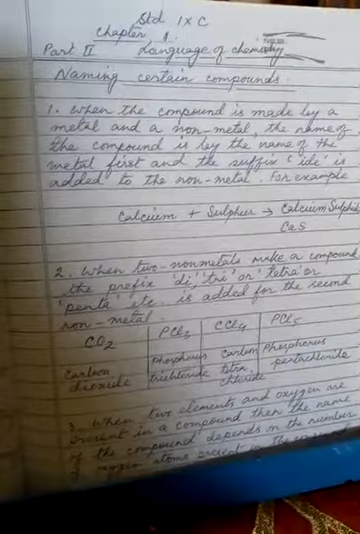 Std IX C
Chapter 1.
Part II Language of chemistry
Naming certain compounds.
1. When the compound is made by a
metal and a non-metal, the name of
the compound is by the name of the
metal first and the suffix 'ide' is
added to the non-metal. For example
Calcium + Sulphur → Calcium Sulphide
CaS
2. When two-nonmetals make a compound
the prefix 'di,' 'tri' or 'tetra' or
'penta' etc. is added for the second
non-metal.
CO2 PCl3 CCl4 PCl5
Carbon dioxide Phosphorus trichloride Carbon tetra chloride Phosphorus pentachloride
3. When two elements and oxygen are
present in a compound then the name
of the compound depends on the number
of oxygen atoms present in the